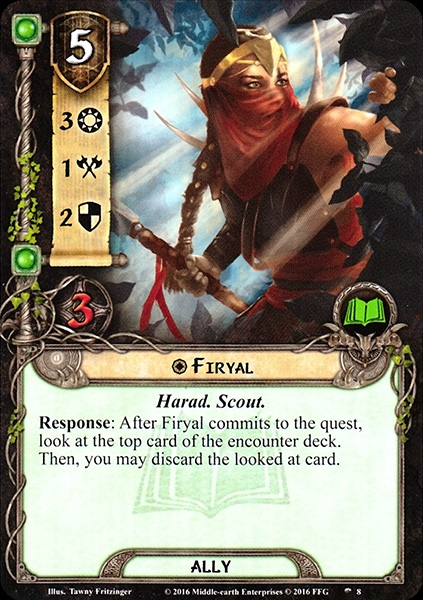 5
3
1
2
3
Firyal
Harad. Scout.
Response: After Firyal commits to the quest,
look at the top card of the encounter deck.
Then, you may discard the looked at card.
ALLY
Illus. Tawny Fritzinger © 2016 Middle-earth Enterprises © 2016 FFG 8